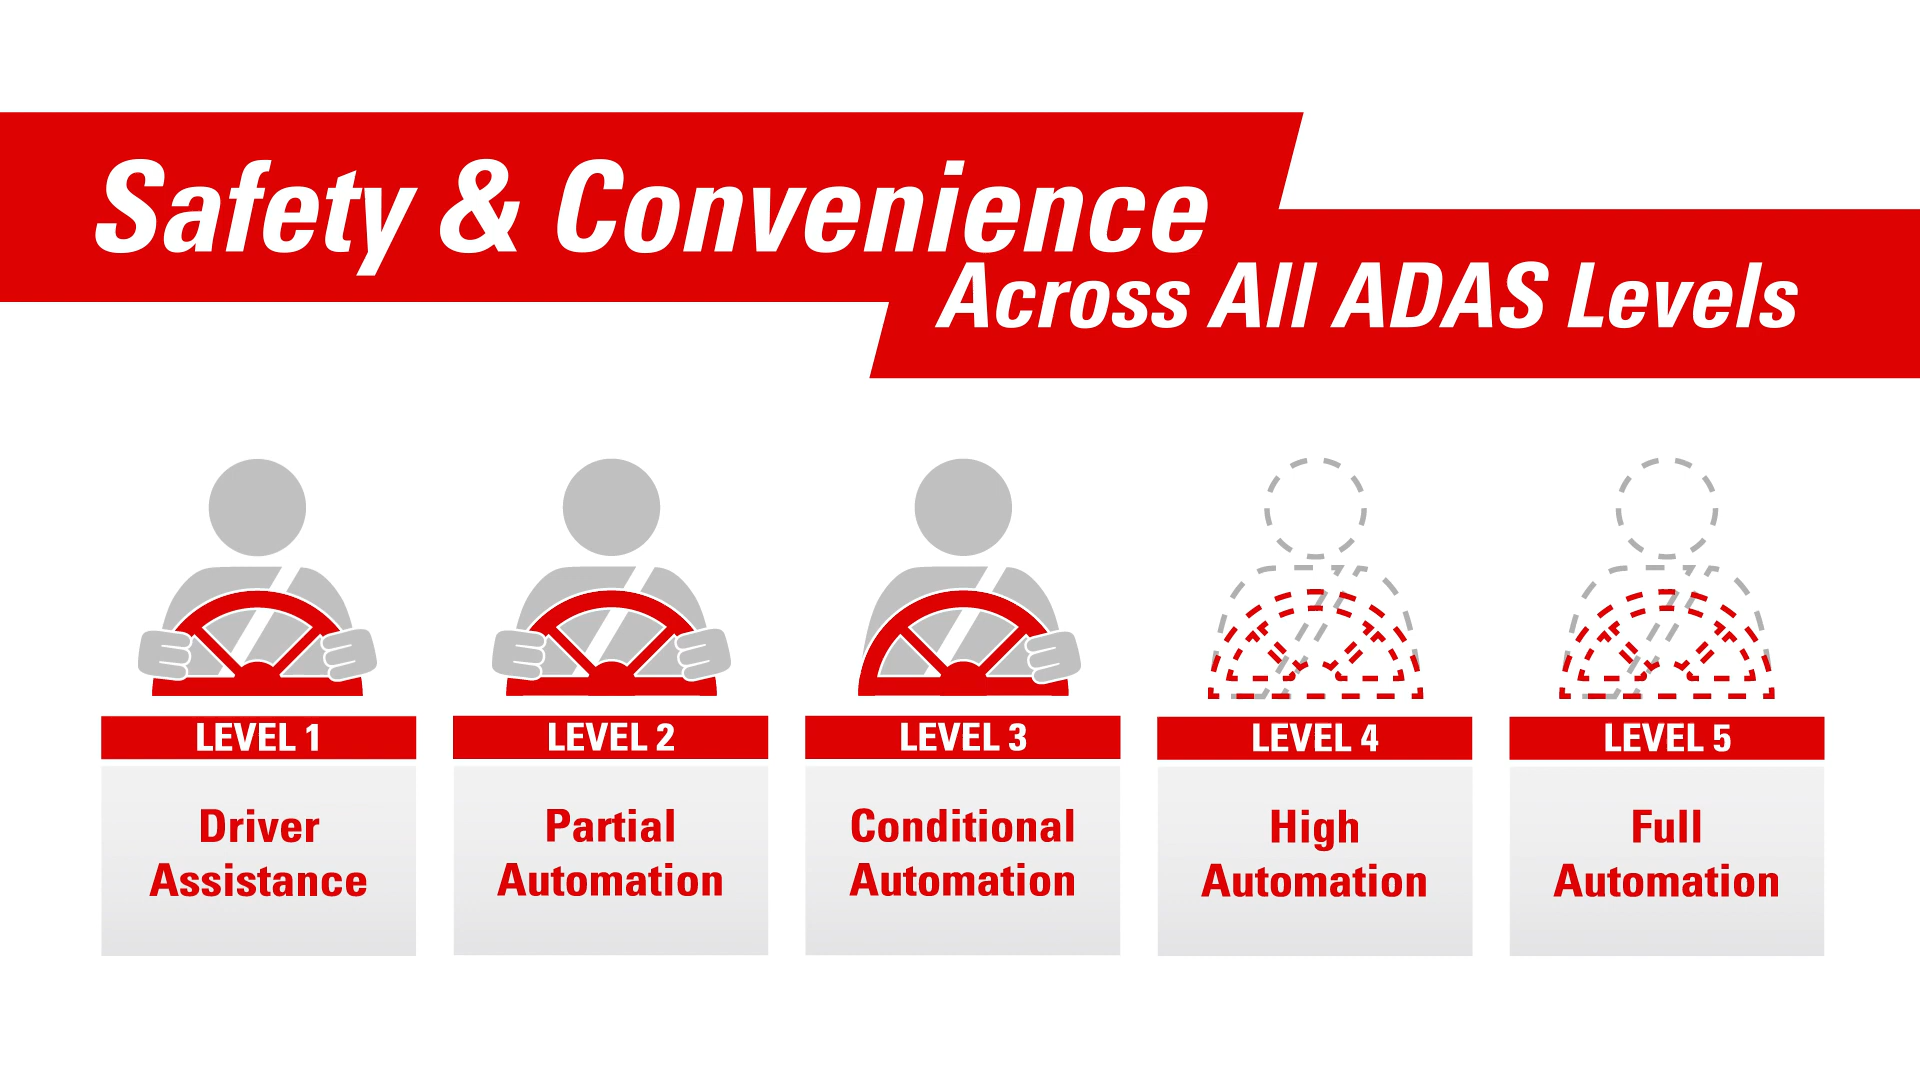 Safety & Convenience
Across All ADAS Levels
LEVEL 1
Driver
Assistance
LEVEL 2
Partial
Automation
LEVEL 3
Conditional
Automation
LEVEL 4
High
Automation
LEVEL 5
Full
Automation